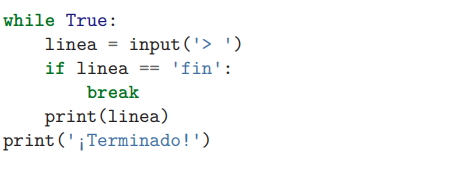 while True:
    linea = input('> ')
    if linea == 'fin':
        break
    print(linea)
print('¡Terminado!')